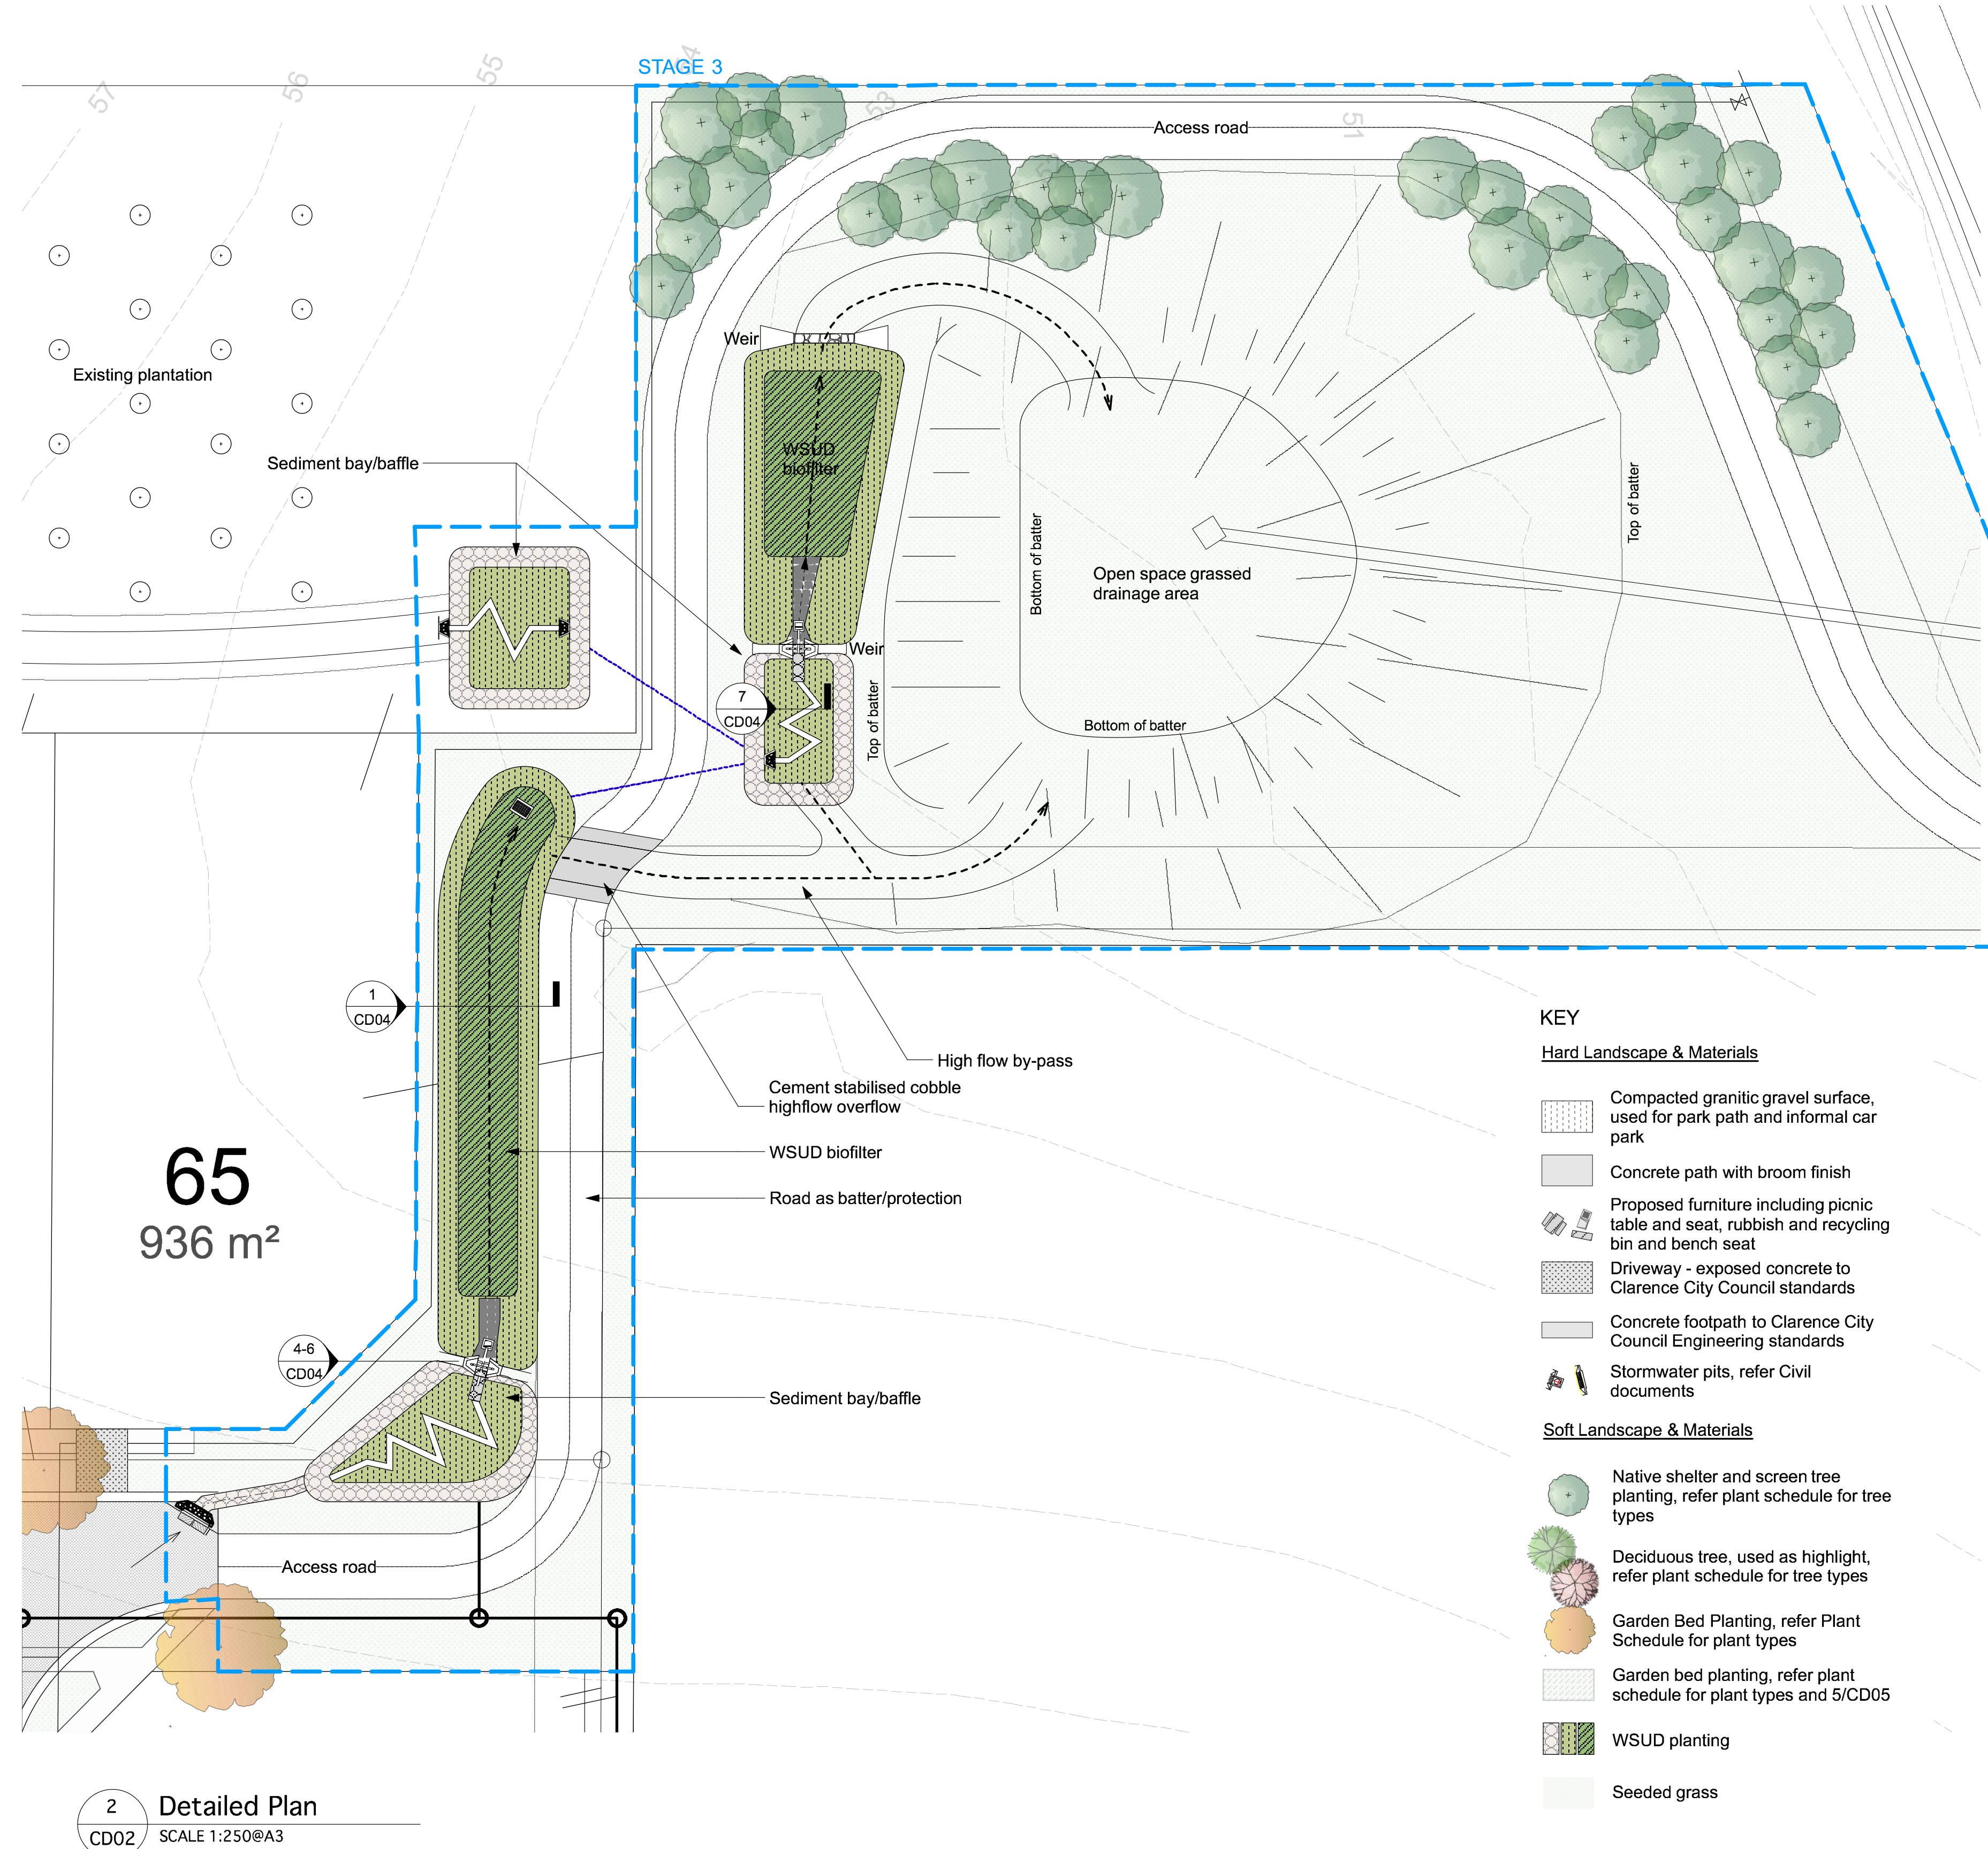 STAGE 3
57
56
55
54
53
51
Access road
Weir
Existing plantation
WSUD
biofilter
Sediment bay/baffle
Top of batter
Bottom of batter
Open space grassed
drainage area
Weir
7
CD04
Top of batter
Bottom of batter
1
CD04
High flow by-pass
Cement stabilised cobble
highflow overflow
WSUD biofilter
Road as batter/protection
65
936 m²
4-6
CD04
Sediment bay/baffle
Access road
KEY
Hard Landscape & Materials
Compacted granitic gravel surface,
used for park path and informal car
park
Concrete path with broom finish
Proposed furniture including picnic
table and seat, rubbish and recycling
bin and bench seat
Driveway - exposed concrete to
Clarence City Council standards
Concrete footpath to Clarence City
Council Engineering standards
Stormwater pits, refer Civil
documents
Soft Landscape & Materials
Native shelter and screen tree
planting, refer plant schedule for tree
types
Deciduous tree, used as highlight,
refer plant schedule for tree types
Garden Bed Planting, refer Plant
Schedule for plant types
Garden bed planting, refer plant
schedule for plant types and 5/CD05
WSUD planting
Seeded grass
2
CD02
Detailed Plan
SCALE 1:250@A3